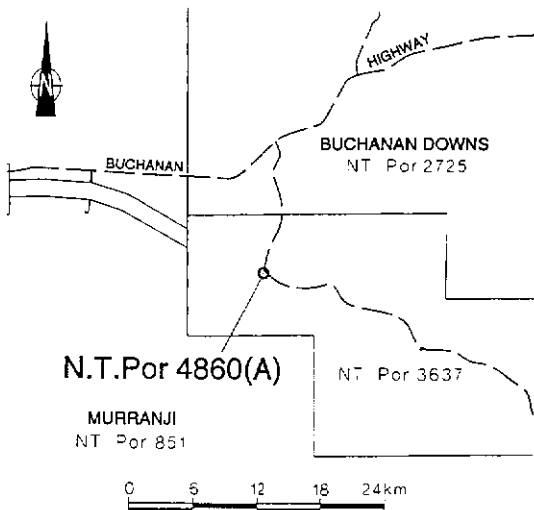 N
HIGHWAY
BUCHANAN DOWNS
NT Por 2725
BUCHANAN
N.T.Por 4860(A)
NT Por 3637
MURRANJI
NT Por 851
0 6 12 18 24km